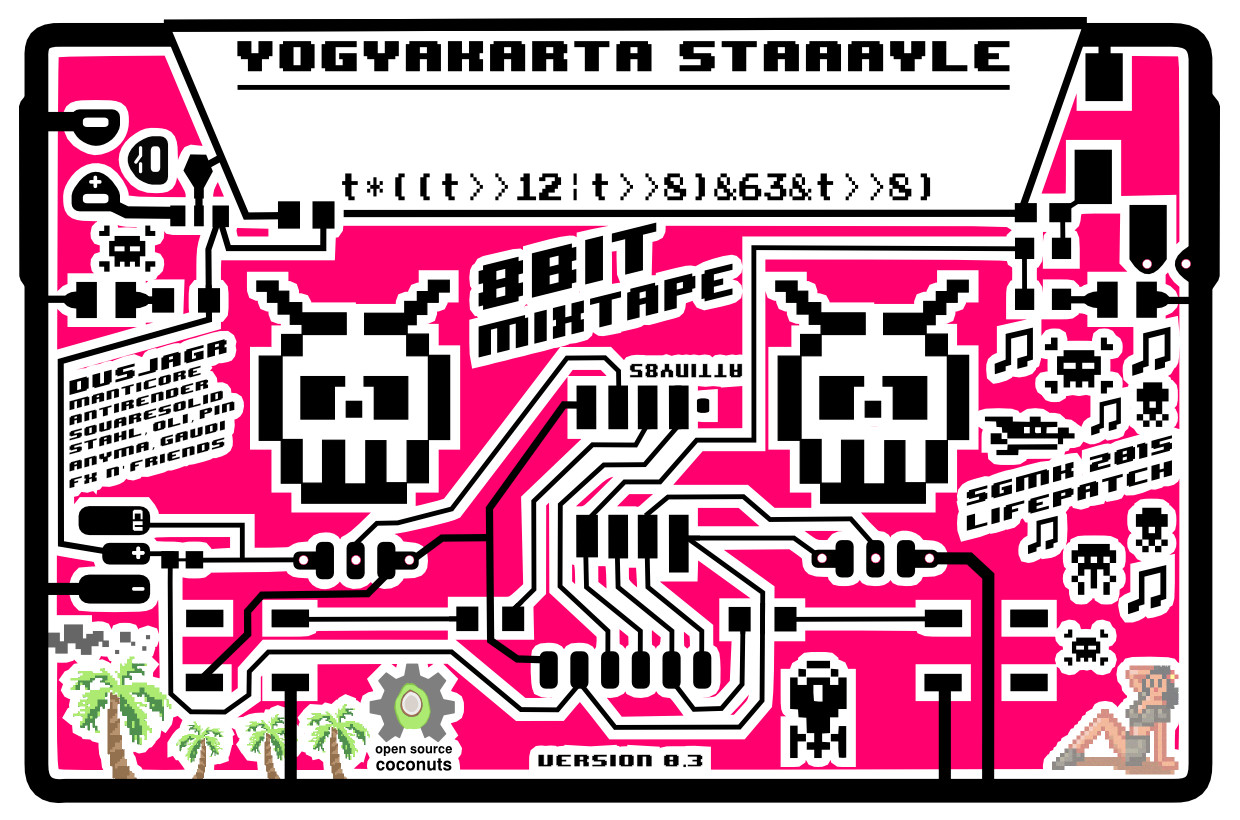 YOGYAKARTA STAAAYLE
t*((t>>12|t>>8)&63&t>>8)
8BIT
MIXTAPE
ATTINY85
DUSJAGR
MANTICORE
ANTIRENDER
SQUARESOLID
STAHL, OLI, PIN
ANYMA, GAUDI
FX N' FRIENDS
SGMK 2015
LIFEPATCH
open source
coconuts
VERSION 0.3